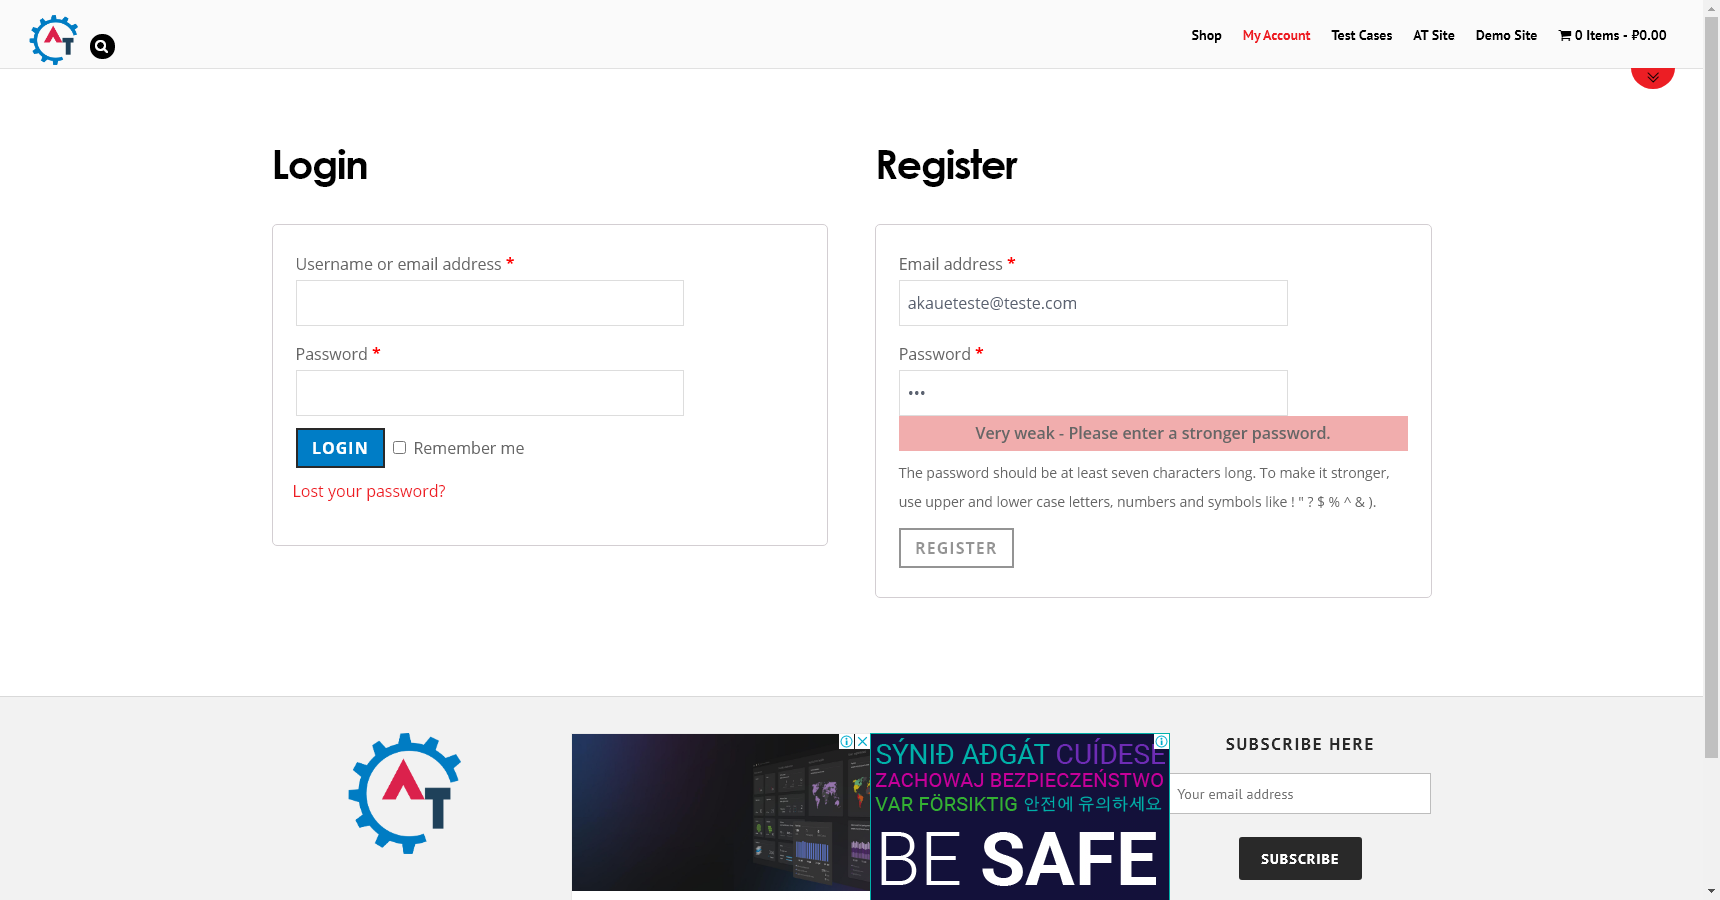 AT
Shop
My Account
Test Cases
AT Site
Demo Site
0 Items - ₽0.00
Login
Username or email address *
Password *
LOGIN
Remember me
Lost your password?
Register
Email address *
akaueteste@teste.com
Password *
•••
Very weak - Please enter a stronger password.
The password should be at least seven characters long. To make it stronger,
use upper and lower case letters, numbers and symbols like ! " ? $ % ^ & ).
REGISTER
AT
SÝNIÐ AÐGÁT CUÍDESE
ZACHOWAJ BEZPIECZEŃSTWO
VAR FÖRSIKTIG 안전에 유의하세요
BE SAFE
SUBSCRIBE HERE
Your email address
SUBSCRIBE